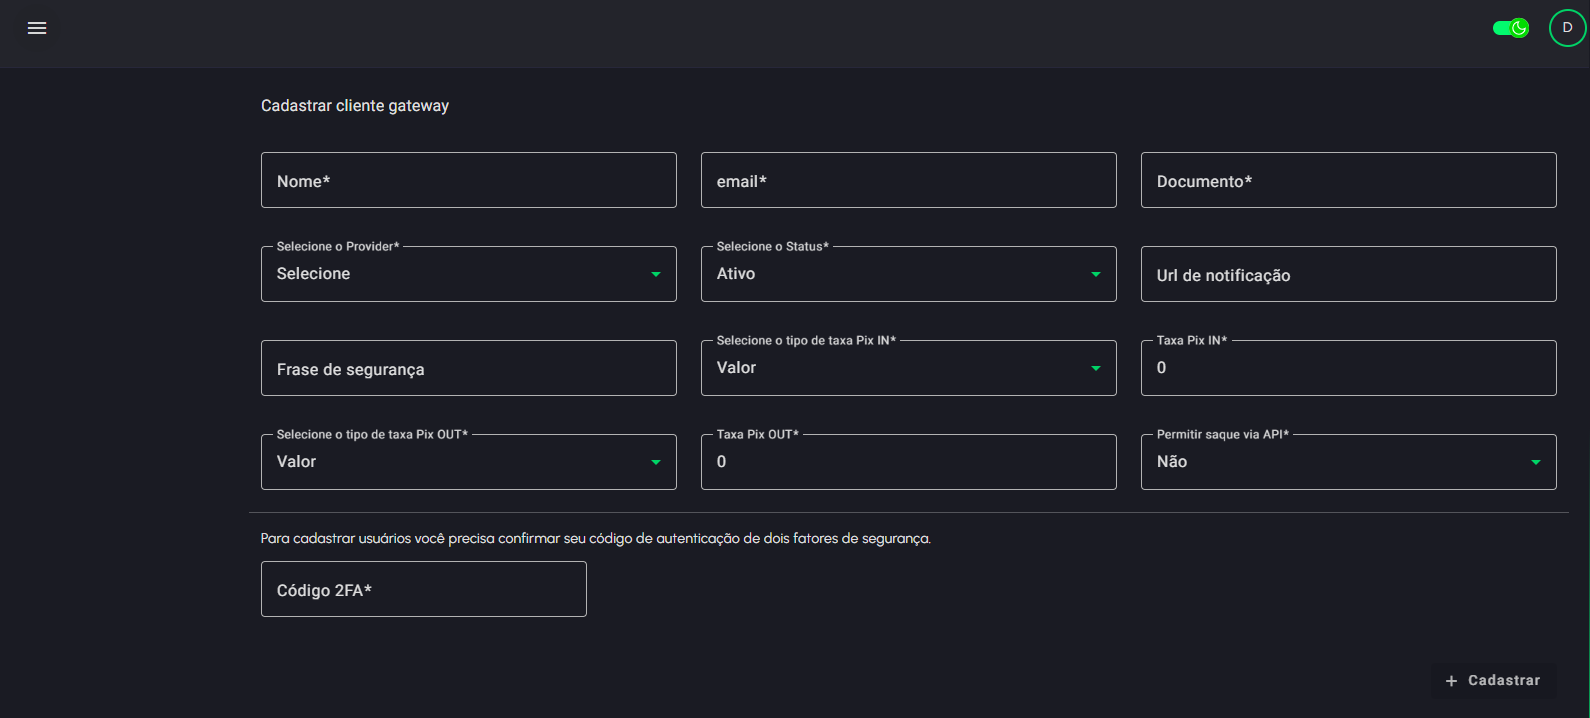 D
Cadastrar cliente gateway
Nome*
email*
Documento*
Selecione o Provider*
Selecione
Selecione o Status*
Ativo
Url de notificação
Frase de segurança
Selecione o tipo de taxa Pix IN*
Valor
Taxa Pix IN*
0
Selecione o tipo de taxa Pix OUT*
Valor
Taxa Pix OUT*
0
Permitir saque via API*
Não
Para cadastrar usuários você precisa confirmar seu código de autenticação de dois fatores de segurança.
Código 2FA*
+ Cadastrar